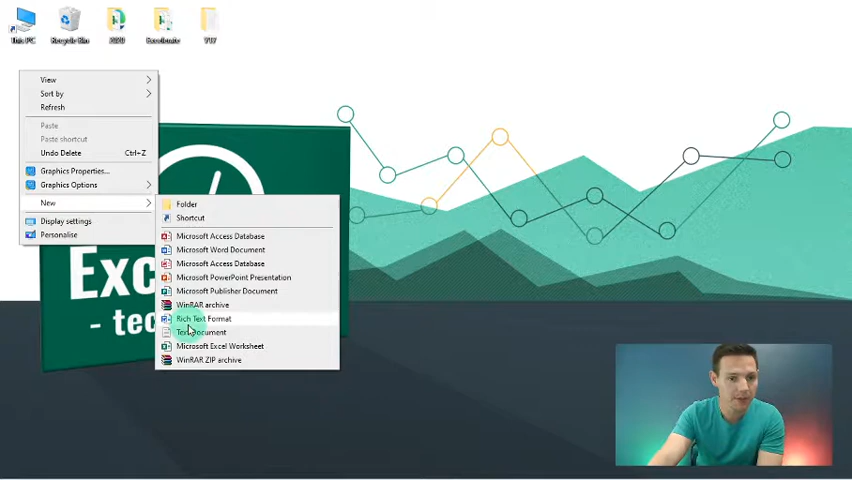 This PC
Recycle Bin
Excelerate
View
Sort by
Refresh
Paste
Paste shortcut
Undo Delete Ctrl+Z
Graphics Properties...
Graphics Options
New
Display settings
Personalise
Folder
Shortcut
Microsoft Access Database
Microsoft Word Document
Microsoft Access Database
Microsoft PowerPoint Presentation
Microsoft Publisher Document
WinRAR archive
Rich Text Format
Text Document
Microsoft Excel Worksheet
WinRAR ZIP archive
Exc
- tec